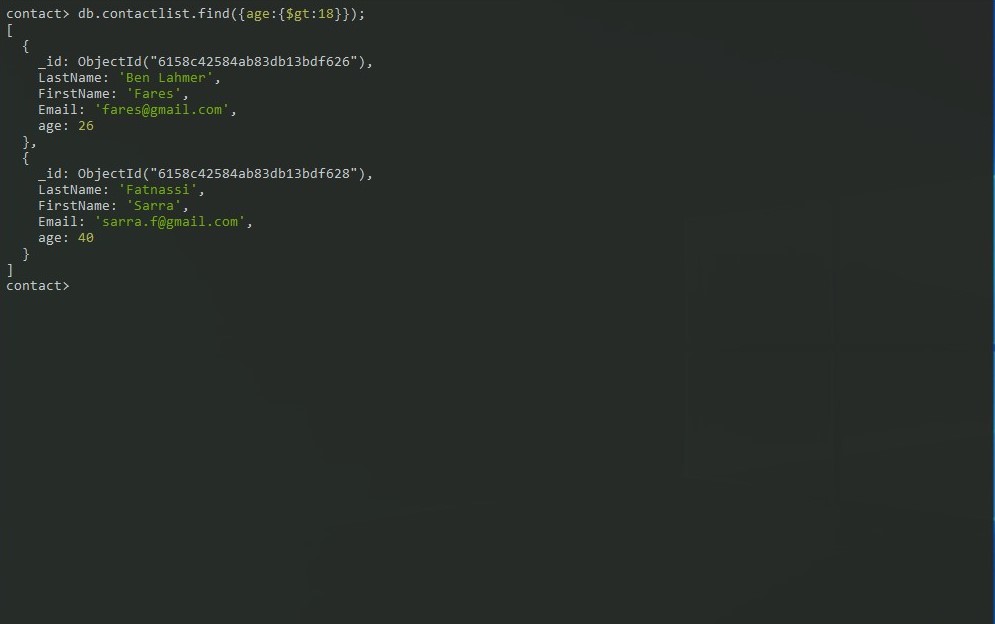 contact> db.contactlist.find({age:{$gt:18}});
[
  {
    _id: ObjectId("6158c42584ab83db13bdf626"),
    LastName: 'Ben Lahmer',
    FirstName: 'Fares',
    Email: 'fares@gmail.com',
    age: 26
  },
  {
    _id: ObjectId("6158c42584ab83db13bdf628"),
    LastName: 'Fatnassi',
    FirstName: 'Sarra',
    Email: 'sarra.f@gmail.com',
    age: 40
  }
]
contact>